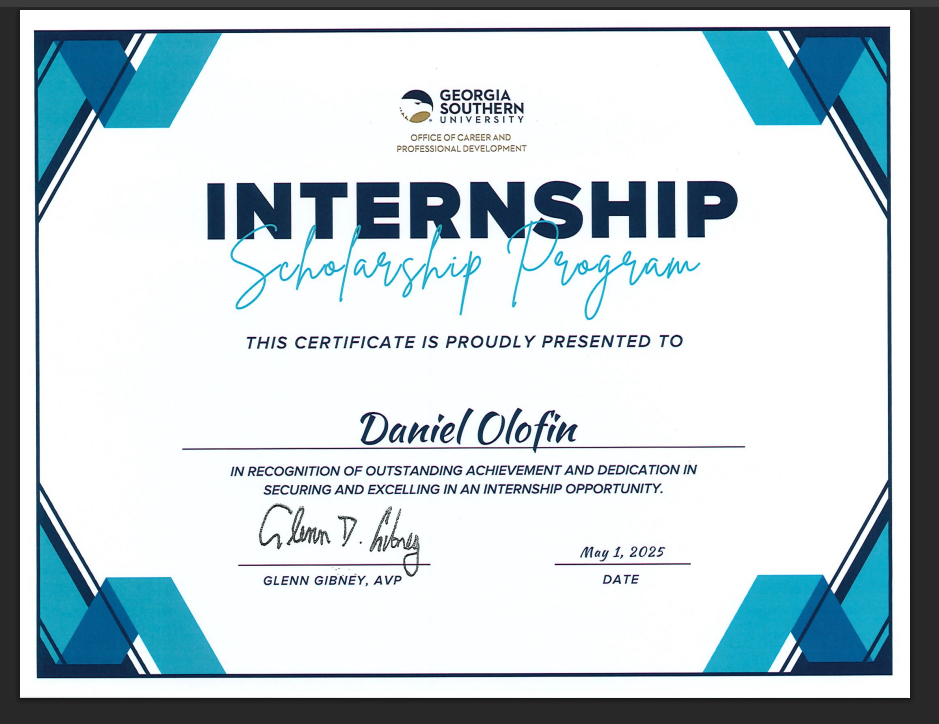 GEORGIA
SOUTHERN
UNIVERSITY
OFFICE OF CAREER AND
PROFESSIONAL DEVELOPMENT
INTERNSHIP
Scholarship Program
THIS CERTIFICATE IS PROUDLY PRESENTED TO
Daniel Olofin
IN RECOGNITION OF OUTSTANDING ACHIEVEMENT AND DEDICATION IN
SECURING AND EXCELLING IN AN INTERNSHIP OPPORTUNITY.
Glenn D. Gibney
May 1, 2025
GLENN GIBNEY, AVP
DATE